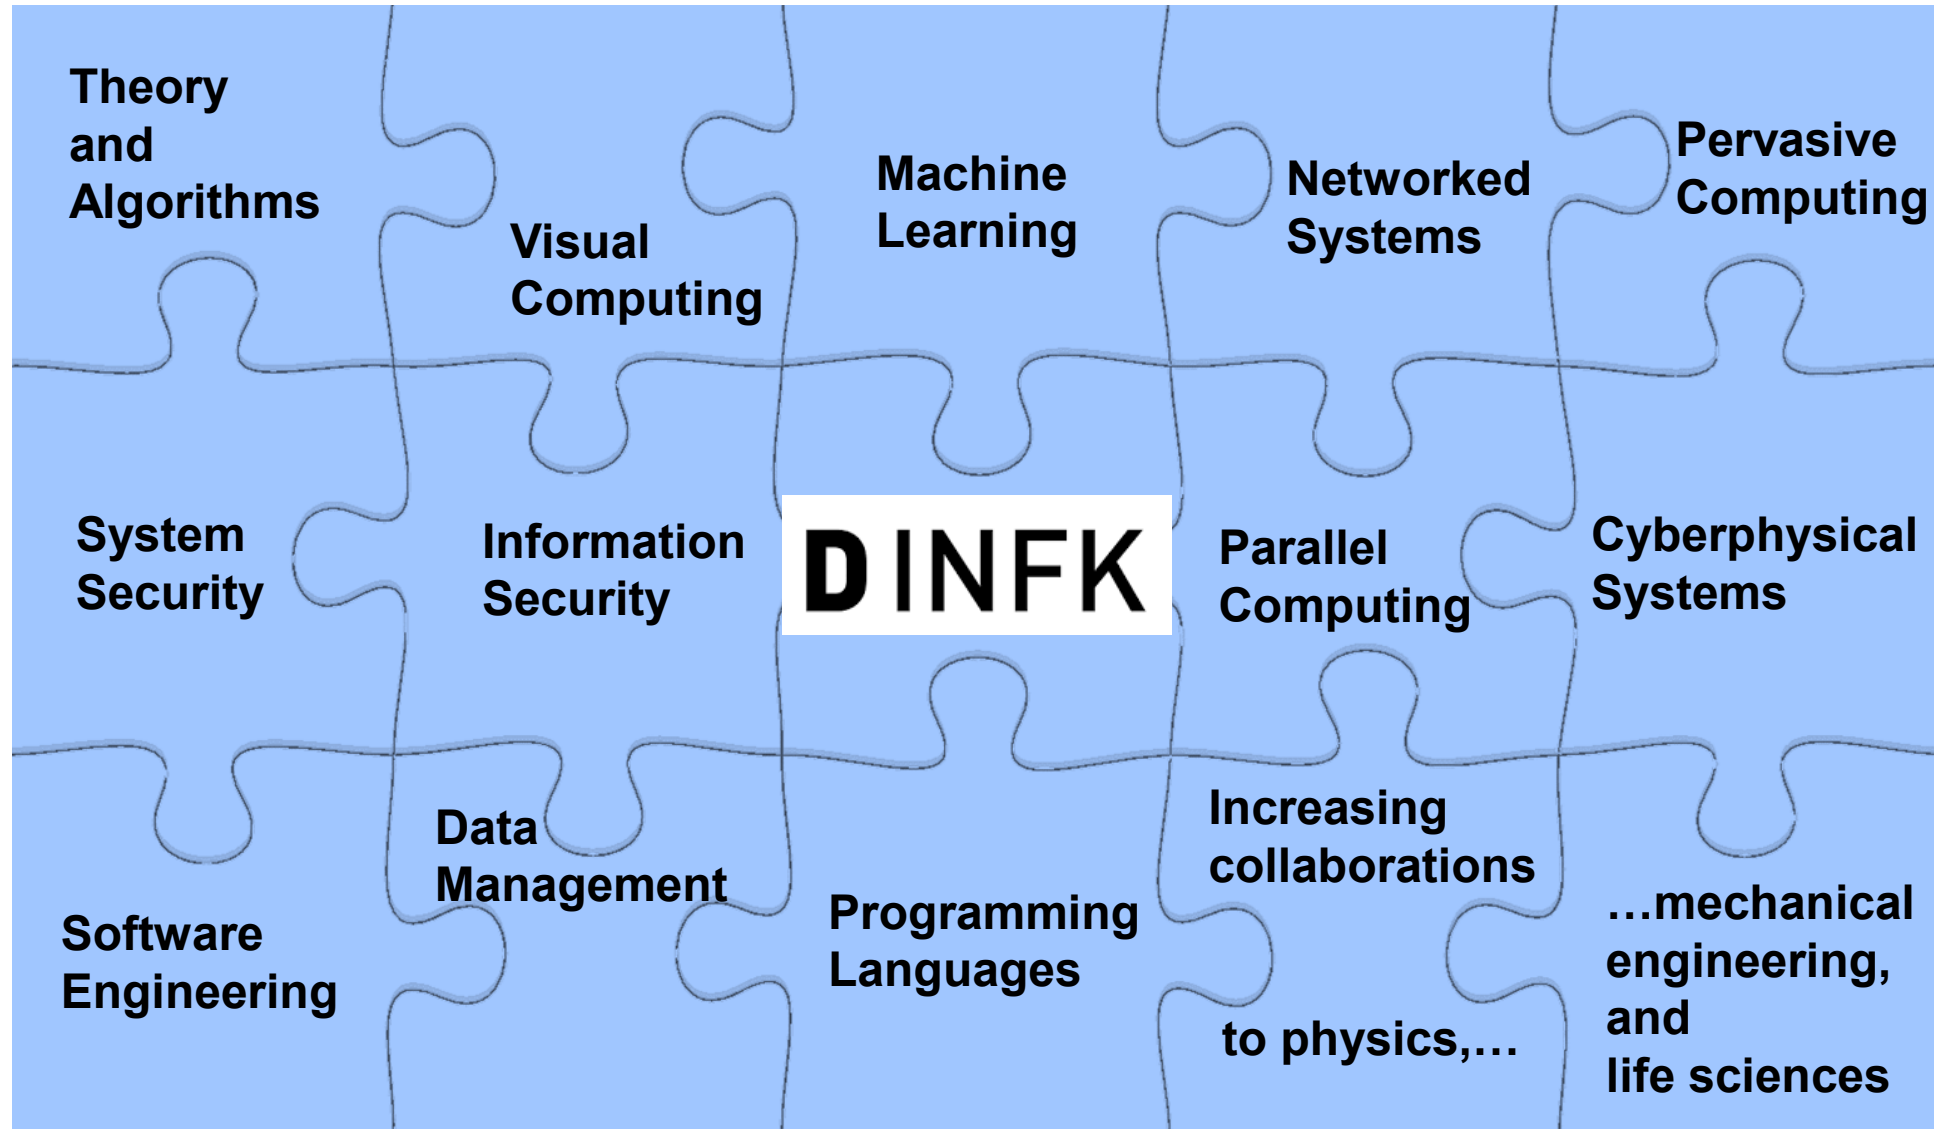 Theory
and
Algorithms
Visual
Computing
Machine
Learning
Networked
Systems
Pervasive
Computing
System
Security
Information
Security
D INFK
Parallel
Computing
Cyberphysical
Systems
Software
Engineering
Data
Management
Programming
Languages
Increasing
collaborations
to physics,…
…mechanical
engineering,
and
life sciences